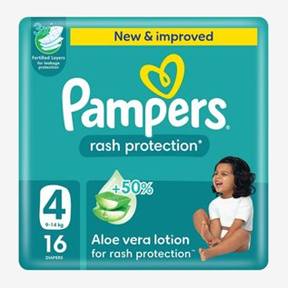 New & improved
Fortified Layers
for leakage
protection
Pampers®
rash protection*
+50%
4
9-14 kg
16
DIAPERS
Aloe vera lotion
for rash protection™